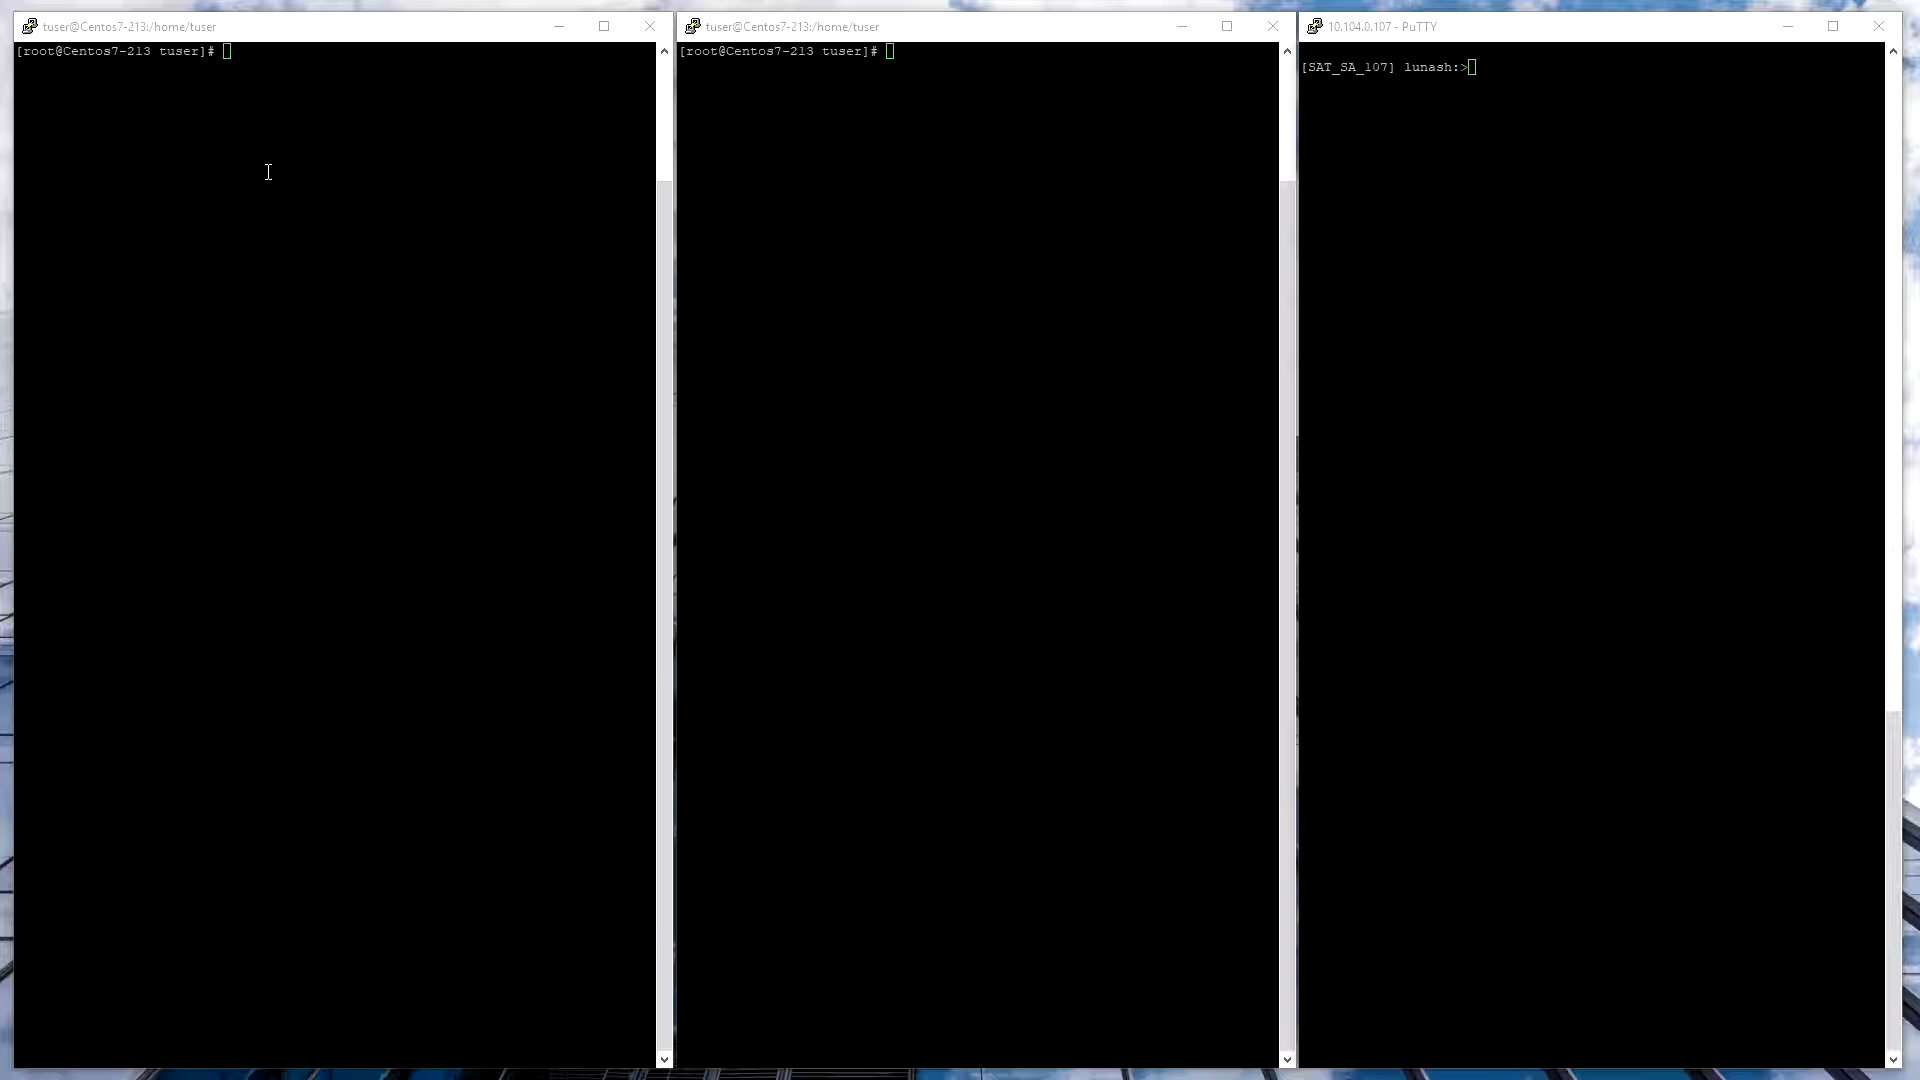 tuser@Centos7-213:/home/tuser
[root@Centos7-213 tuser]#
tuser@Centos7-213:/home/tuser
[root@Centos7-213 tuser]#
10.104.0.107 - PuTTY
[SAT_SA_107] lunash:>